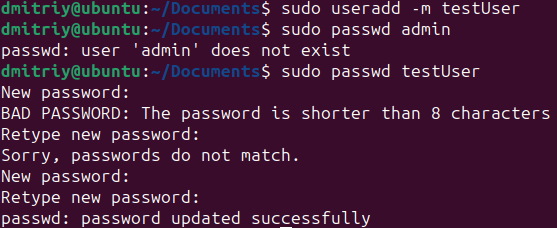 dmitriy@ubuntu:~/Documents$ sudo useradd -m testUser
dmitriy@ubuntu:~/Documents$ sudo passwd admin
passwd: user 'admin' does not exist
dmitriy@ubuntu:~/Documents$ sudo passwd testUser
New password:
BAD PASSWORD: The password is shorter than 8 characters
Retype new password:
Sorry, passwords do not match.
New password:
Retype new password:
passwd: password updated successfully